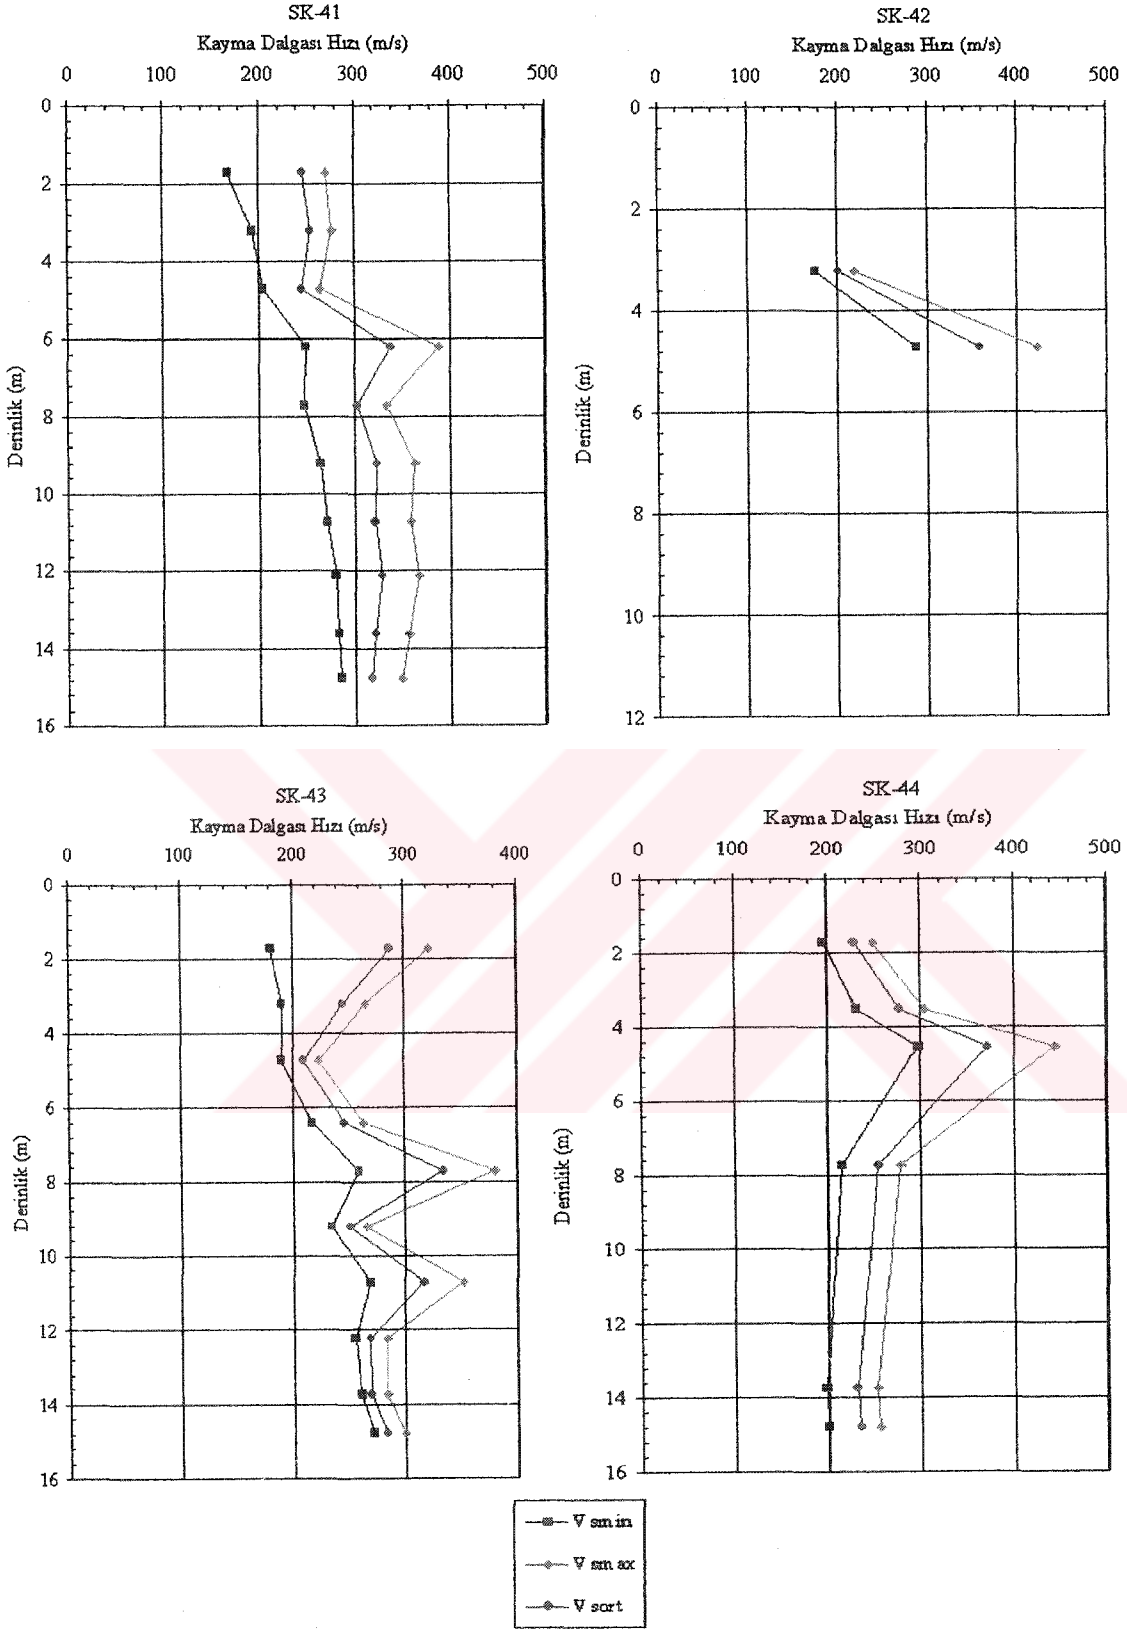 SK-41
Kayma Dalgası Hızı (m/s)
0 100 200 300 400 500
0
2
4
6
8
10
12
14
16
Derinlik (m)
SK-42
Kayma Dalgası Hızı (m/s)
0 100 200 300 400 500
0
2
4
6
8
10
12
Derinlik (m)
SK-43
Kayma Dalgası Hızı (m/s)
0 100 200 300 400
0
2
4
6
8
10
12
14
16
Derinlik (m)
SK-44
Kayma Dalgası Hızı (m/s)
0 100 200 300 400 500
0
2
4
6
8
10
12
14
16
Derinlik (m)
V smin
V smax
V sort